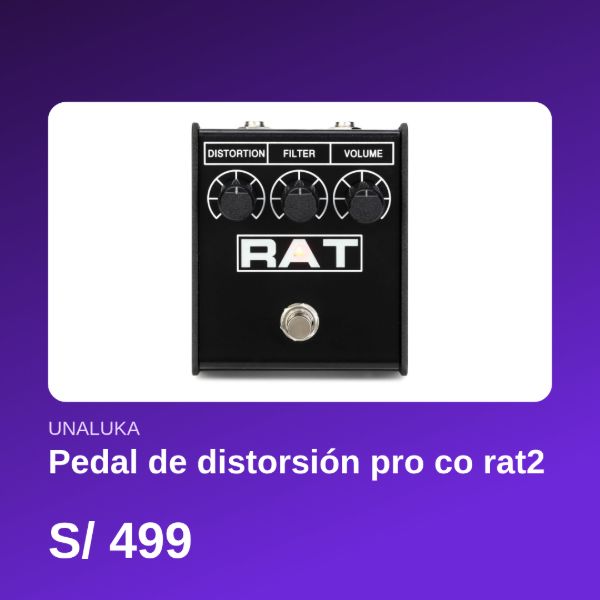 DISTORTION FILTER VOLUME
RAT
UNALUKA
Pedal de distorsión pro co rat2
S/ 499